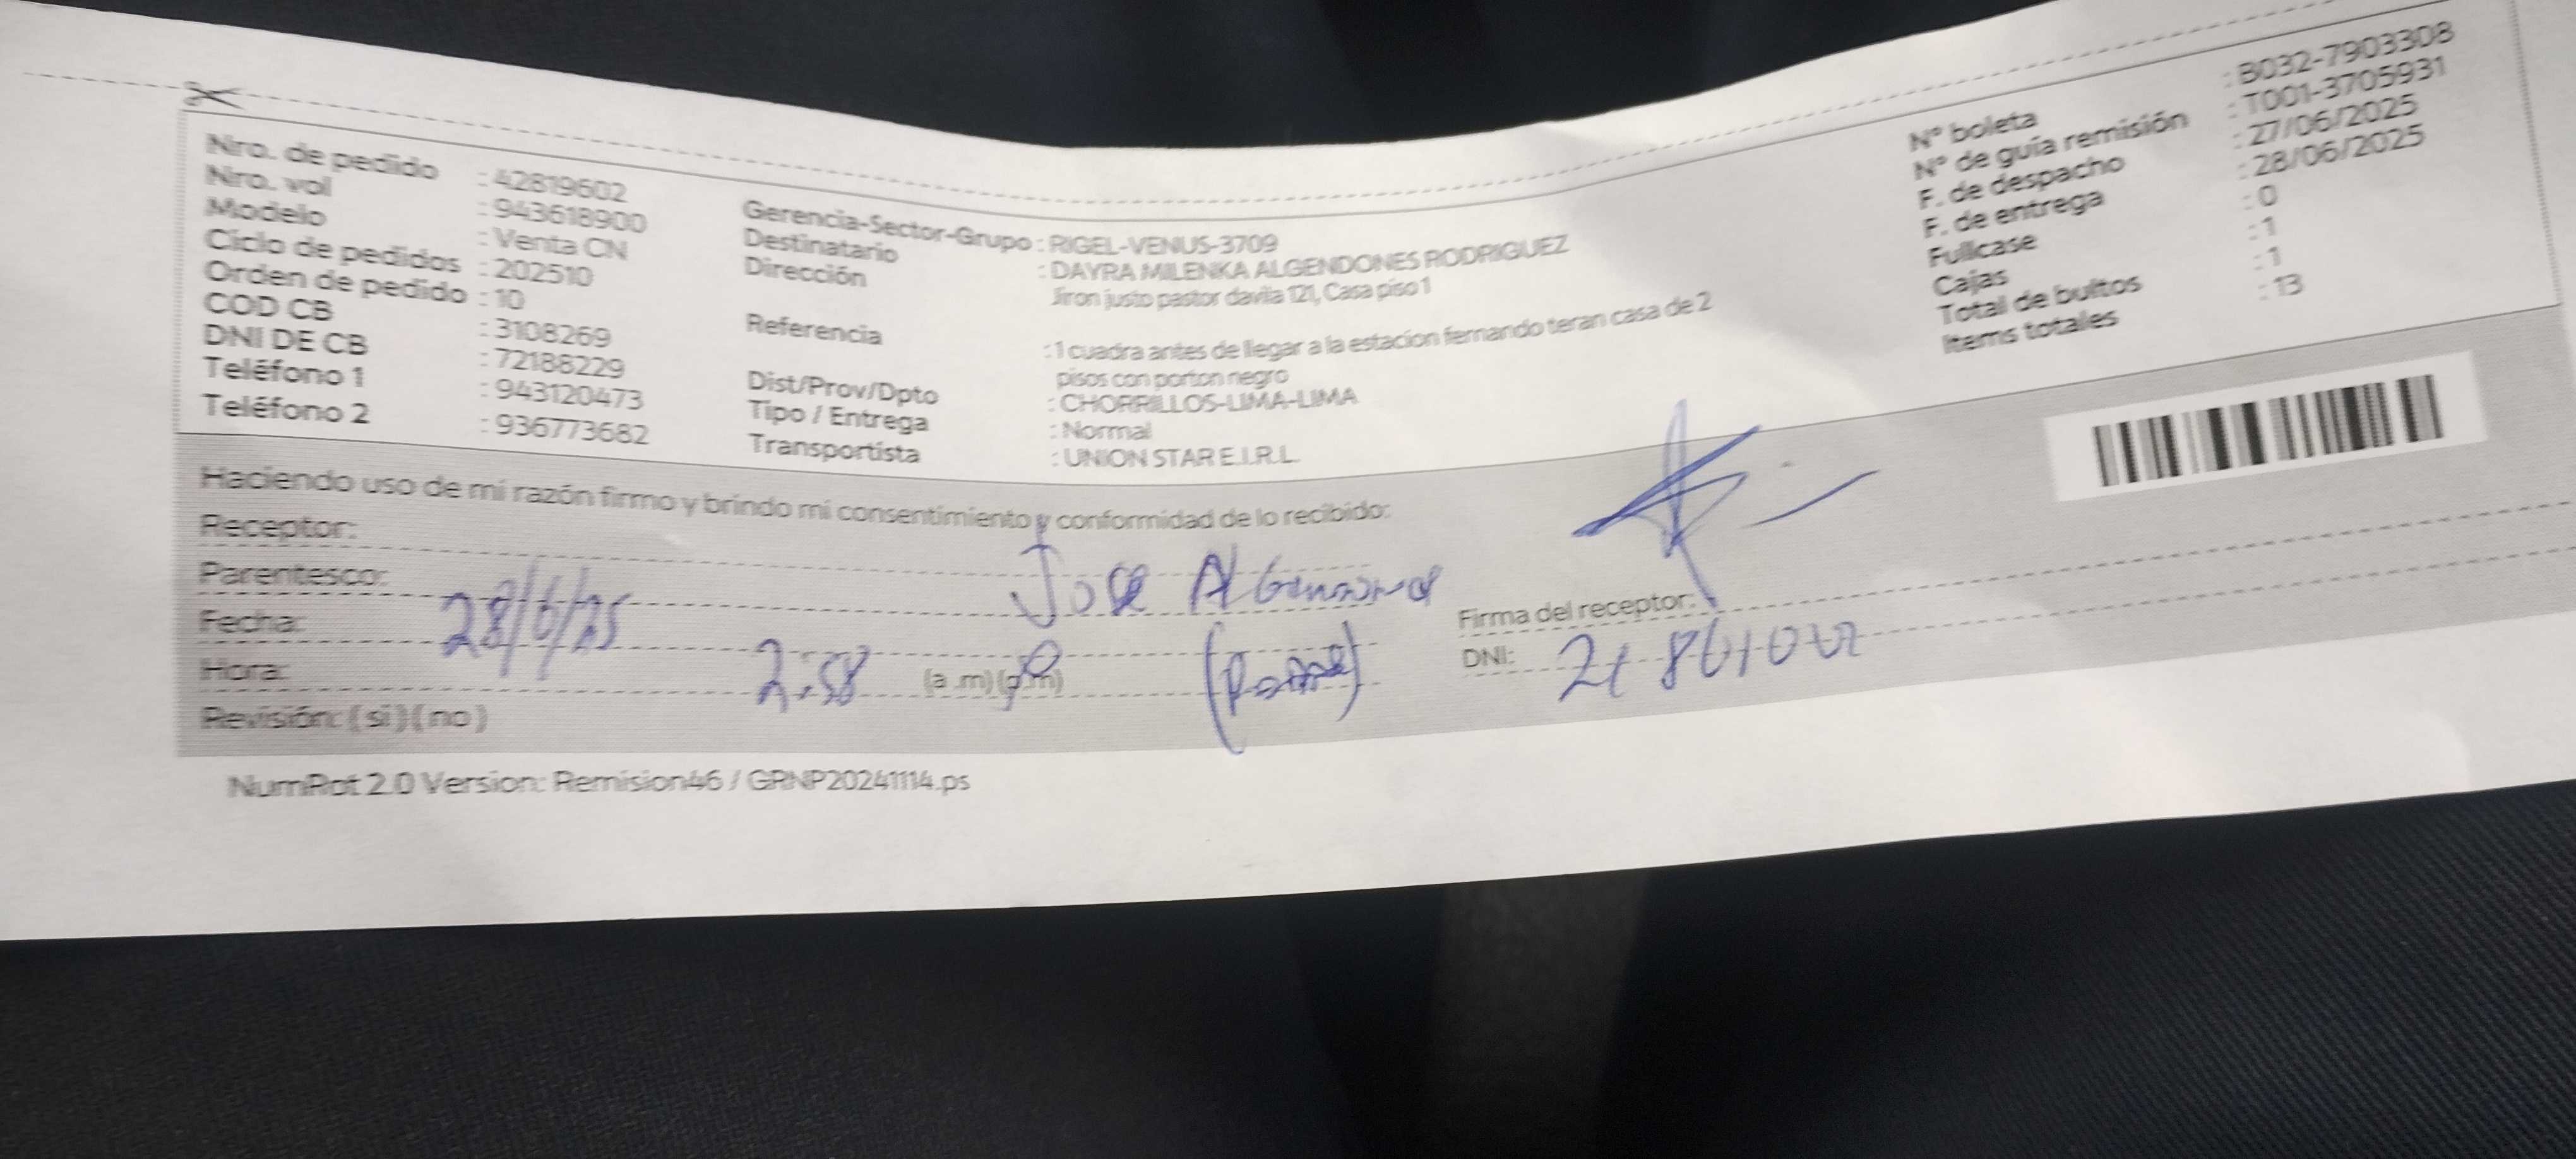 Nro. de pedido : 42819602
Nro. vol : 943618900
Modelo : Venta CN
Ciclo de pedidos : 202510
Orden de pedido : 10
COD CB : 3108269
DNI DE CB : 72188229
Teléfono 1 : 943120473
Teléfono 2 : 936773682
Gerencia-Sector-Grupo : RIGEL-VENUS-3709
Destinatario : DAYRA MILENKA ALGENDONES RODRIGUEZ
Dirección Jiron justo pastor davila 121, Casa piso 1
Referencia : 1 cuadra antes de llegar a la estacion fernando teran casa de 2
pisos con porton negro
Dist/Prov/Dpto : CHORRILLOS-LIMA-LIMA
Tipo / Entrega : Normal
Transportista : UNION STAR E.I.R.L.
N° boleta : B032-7903308
N° de guía remisión : T001-3705931
F. de despacho : 27/06/2025
F. de entrega : 28/06/2025
Fullcase : 0
Cajas : 1
Total de bultos : 1
Items totales : 13
Haciendo uso de mi razón firmo y brindo mi consentimiento y conformidad de lo recibido:
Receptor:
Parentesco: Jose
Fecha: 28/6/25
Hora: 2:58 (a .m) (p.m)
Revisión: ( si ) ( no )
Firma del receptor:
DNI:
NumRot 2.0 Version: Remision46 / GRNP20241114.ps